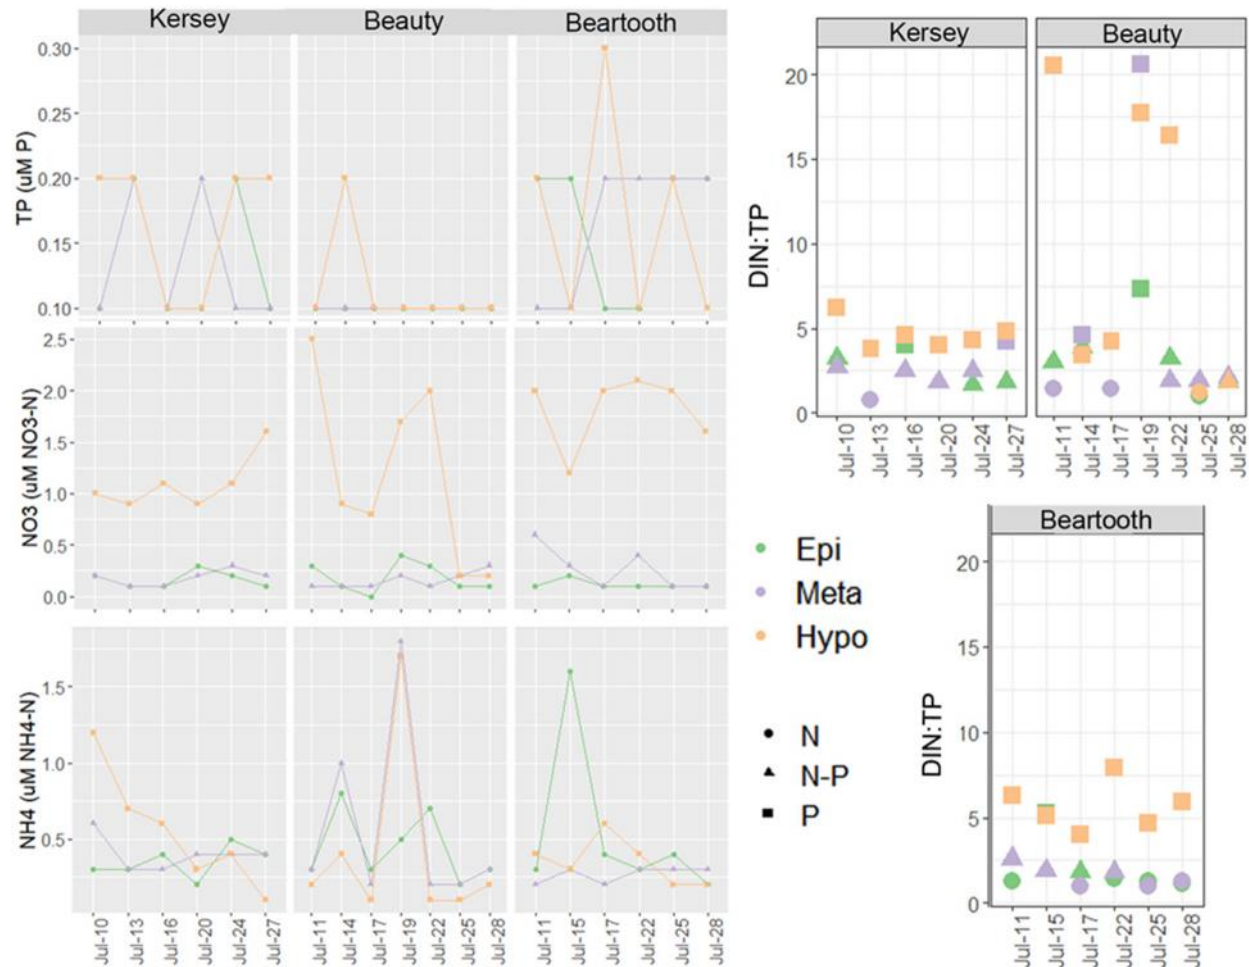 Kersey Beauty Beartooth
TP (uM P)
0.30
0.25
0.20
0.15
0.10
NO3 (uM NO3-N)
2.5
2.0
1.5
1.0
0.5
0.0
NH4 (uM NH4-N)
1.5
1.0
0.5
Jul-10 Jul-13 Jul-16 Jul-20 Jul-24 Jul-27 Jul-11 Jul-14 Jul-17 Jul-19 Jul-22 Jul-25 Jul-28 Jul-11 Jul-15 Jul-17 Jul-22 Jul-25 Jul-28
Kersey Beauty
DIN:TP
20
15
10
5
0
Jul-10 Jul-13 Jul-16 Jul-20 Jul-24 Jul-27 Jul-11 Jul-14 Jul-17 Jul-19 Jul-22 Jul-25 Jul-28
Epi
Meta
Hypo
N
N-P
P
Beartooth
DIN:TP
20
15
10
5
0
Jul-11 Jul-15 Jul-17 Jul-22 Jul-25 Jul-28